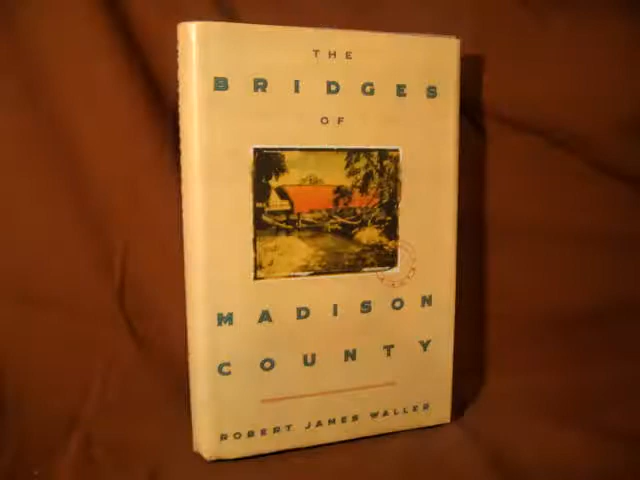 THE
BRIDGES
OF
MADISON
COUNTY
ROBERT JAMES WALLER